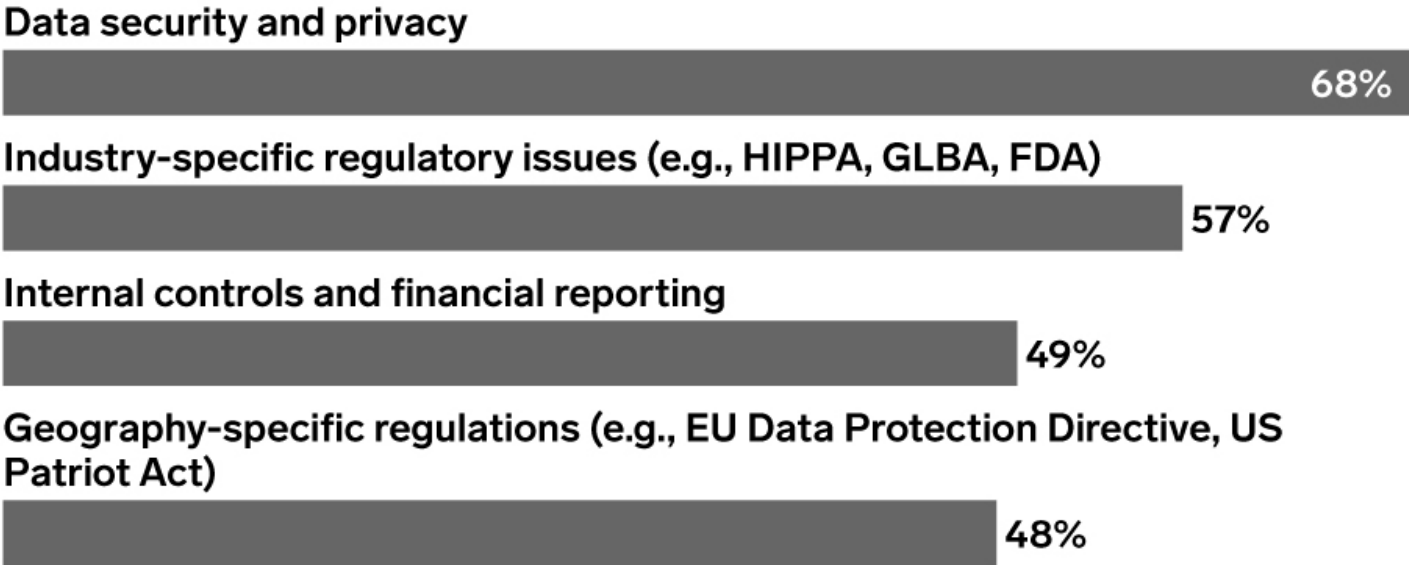 Data security and privacy
68%
Industry-specific regulatory issues (e.g., HIPPA, GLBA, FDA)
57%
Internal controls and financial reporting
49%
Geography-specific regulations (e.g., EU Data Protection Directive, US
Patriot Act)
48%